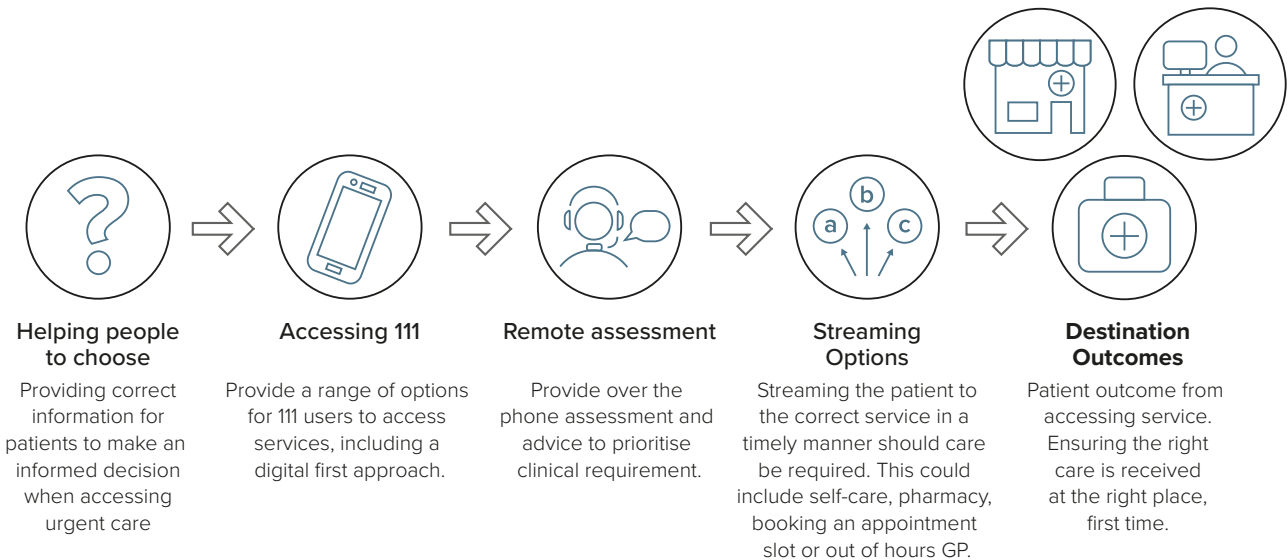 a
b
c
Helping people
to choose
Providing correct
information for
patients to make an
informed decision
when accessing
urgent care
Accessing 111
Provide a range of options
for 111 users to access
services, including a
digital first approach.
Remote assessment
Provide over the
phone assessment and
advice to prioritise
clinical requirement.
Streaming
Options
Streaming the patient to
the correct service in a
timely manner should care
be required. This could
include self-care, pharmacy,
booking an appointment
slot or out of hours GP.
Destination
Outcomes
Patient outcome from
accessing service.
Ensuring the right
care is received
at the right place,
first time.